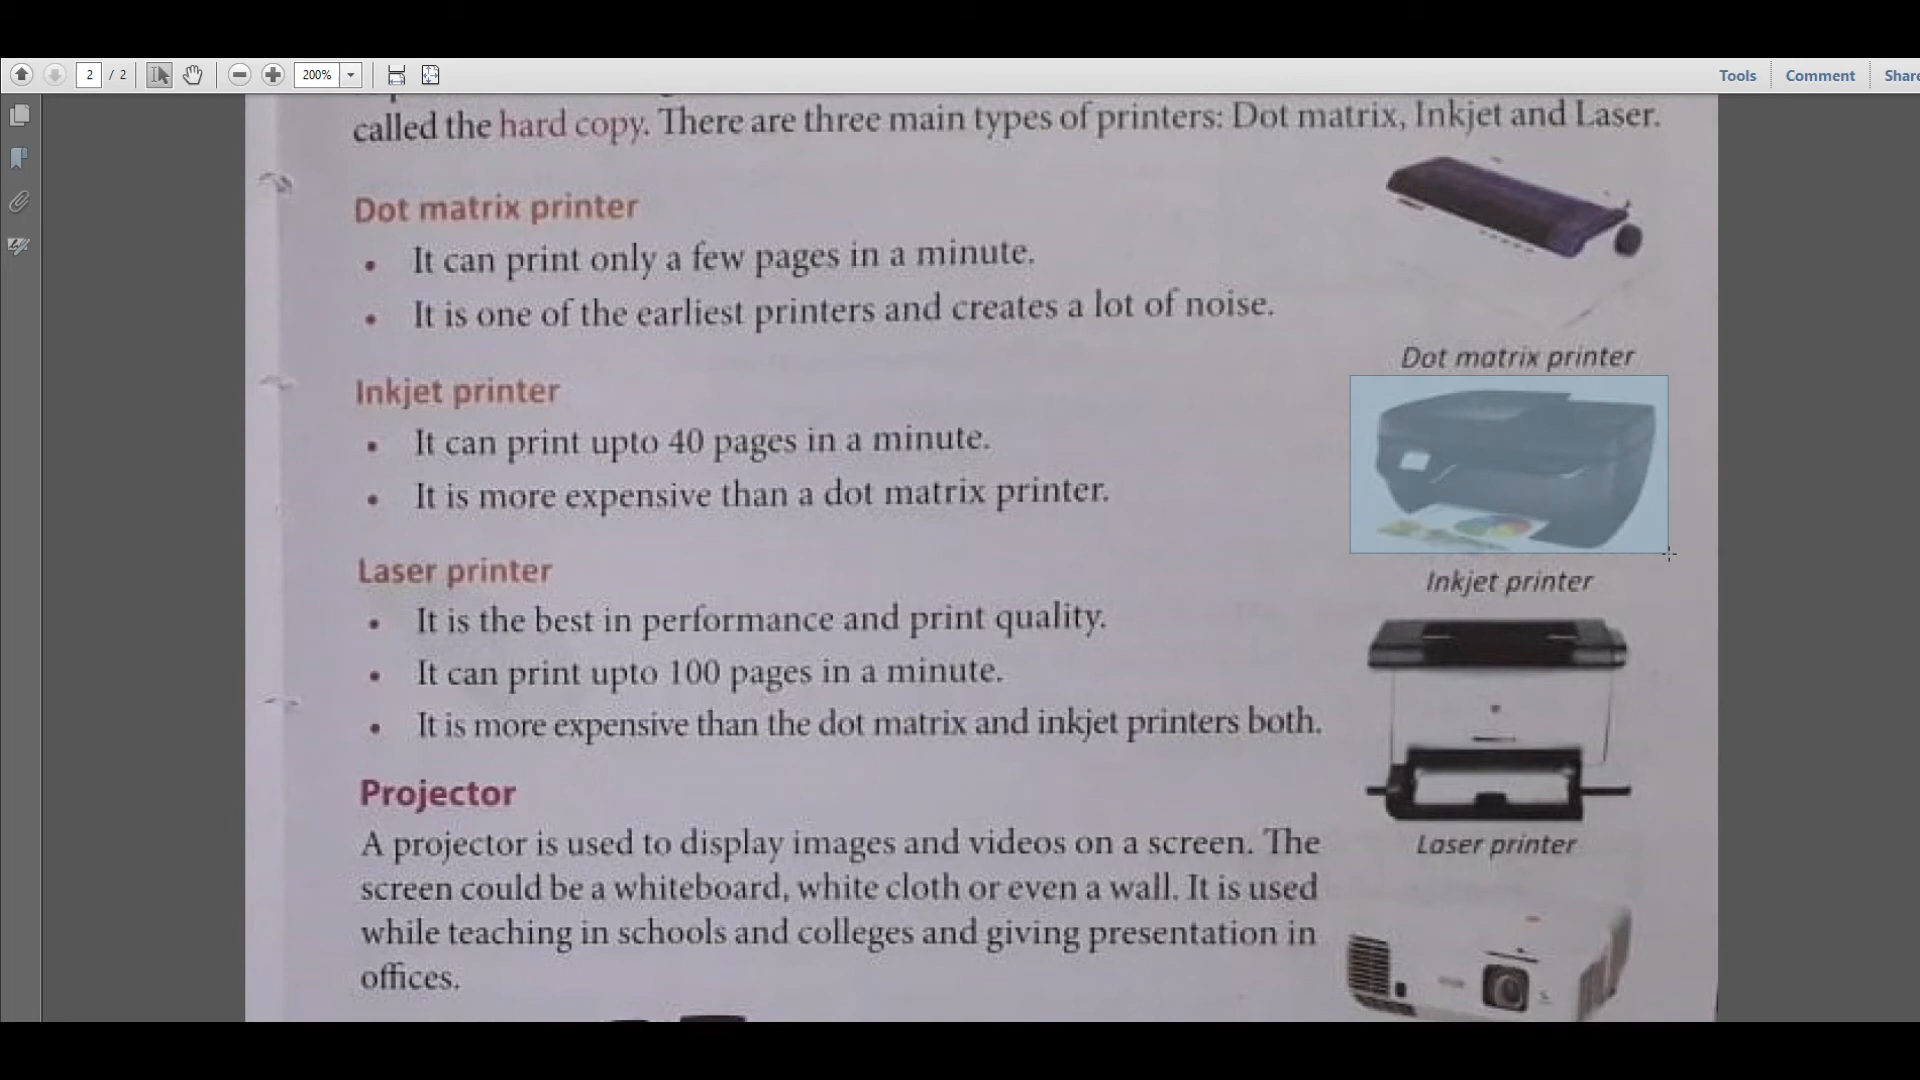 2 / 2
200%
Tools
Comment
Share
called the hard copy. There are three main types of printers: Dot matrix, Inkjet and Laser.
Dot matrix printer
• It can print only a few pages in a minute.
• It is one of the earliest printers and creates a lot of noise.
Dot matrix printer
Inkjet printer
• It can print upto 40 pages in a minute.
• It is more expensive than a dot matrix printer.
Inkjet printer
Laser printer
• It is the best in performance and print quality.
• It can print upto 100 pages in a minute.
• It is more expensive than the dot matrix and inkjet printers both.
Laser printer
Projector
A projector is used to display images and videos on a screen. The
screen could be a whiteboard, white cloth or even a wall. It is used
while teaching in schools and colleges and giving presentation in
offices.